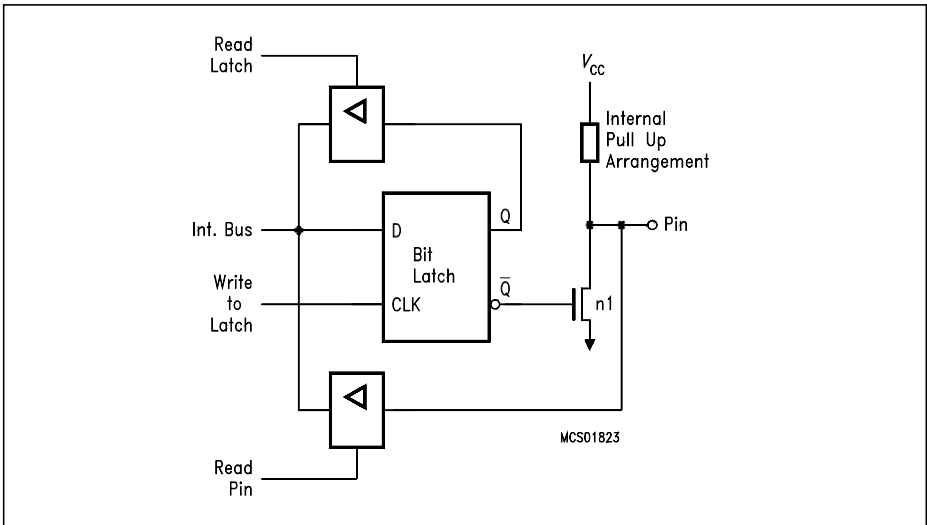 Read
Latch
V_CC
Internal
Pull Up
Arrangement
Q
Pin
Int. Bus
D
Bit
Latch
Write
to
Latch
Q̅
CLK
n1
MCS01823
Read
Pin